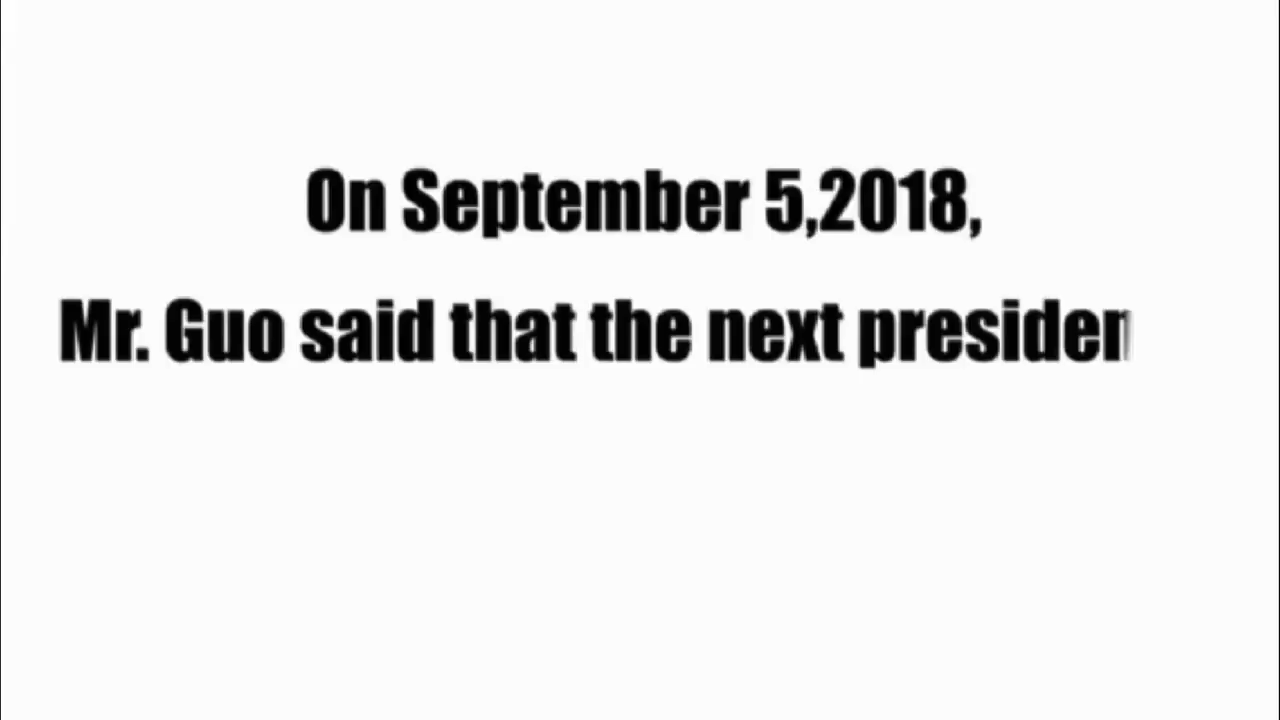 On September 5,2018,
Mr. Guo said that the next presiden